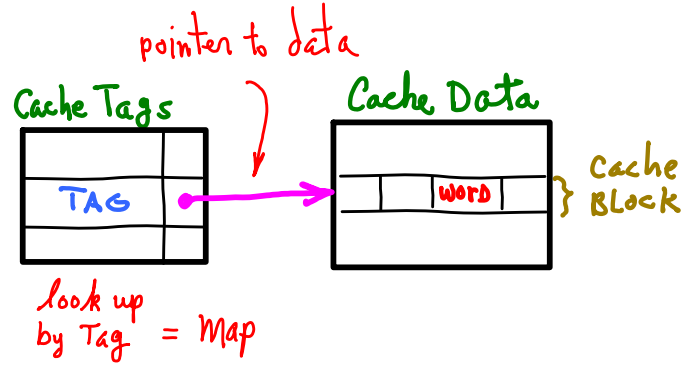 pointer to data
Cache Tags
Cache Data
TAG
WORD
Cache
BLOCK
look up
by Tag = Map